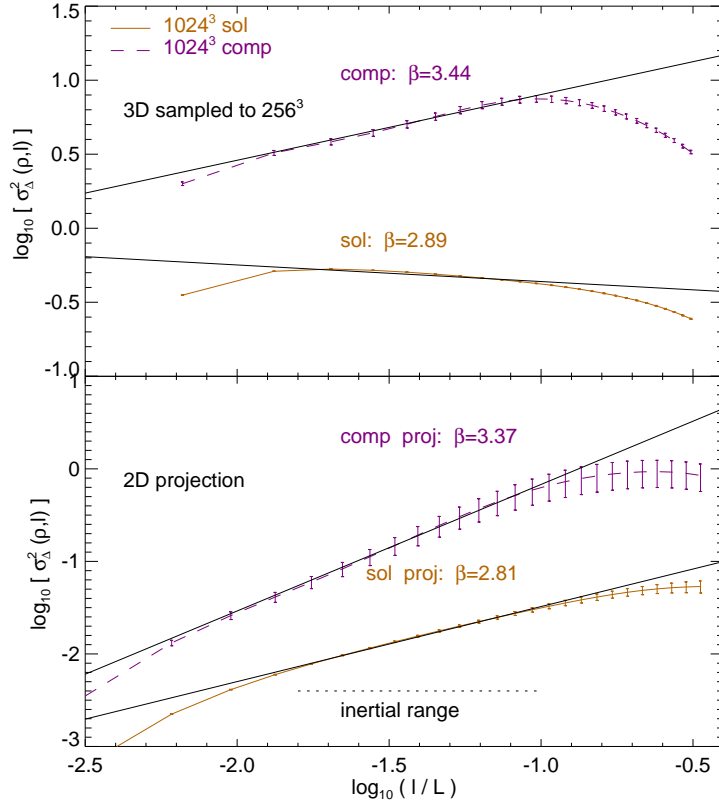 1024³ sol
1024³ comp
comp: β=3.44
3D sampled to 256³
sol: β=2.89
log₁₀ [ σ²_Δ (ρ,l) ]
1.5
1.0
0.5
0.0
-0.5
-1.0
comp proj: β=3.37
2D projection
sol proj: β=2.81
inertial range
log₁₀ [ σ²_Δ (ρ,l) ]
1
0
-1
-2
-3
-2.5 -2.0 -1.5 -1.0 -0.5
log₁₀ ( l / L )